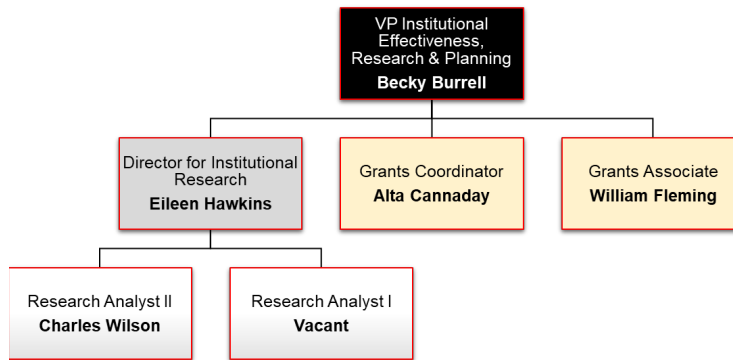 VP Institutional
Effectiveness,
Research & Planning
Becky Burrell
Director for Institutional
Research
Eileen Hawkins
Grants Coordinator
Alta Cannaday
Grants Associate
William Fleming
Research Analyst II
Charles Wilson
Research Analyst I
Vacant